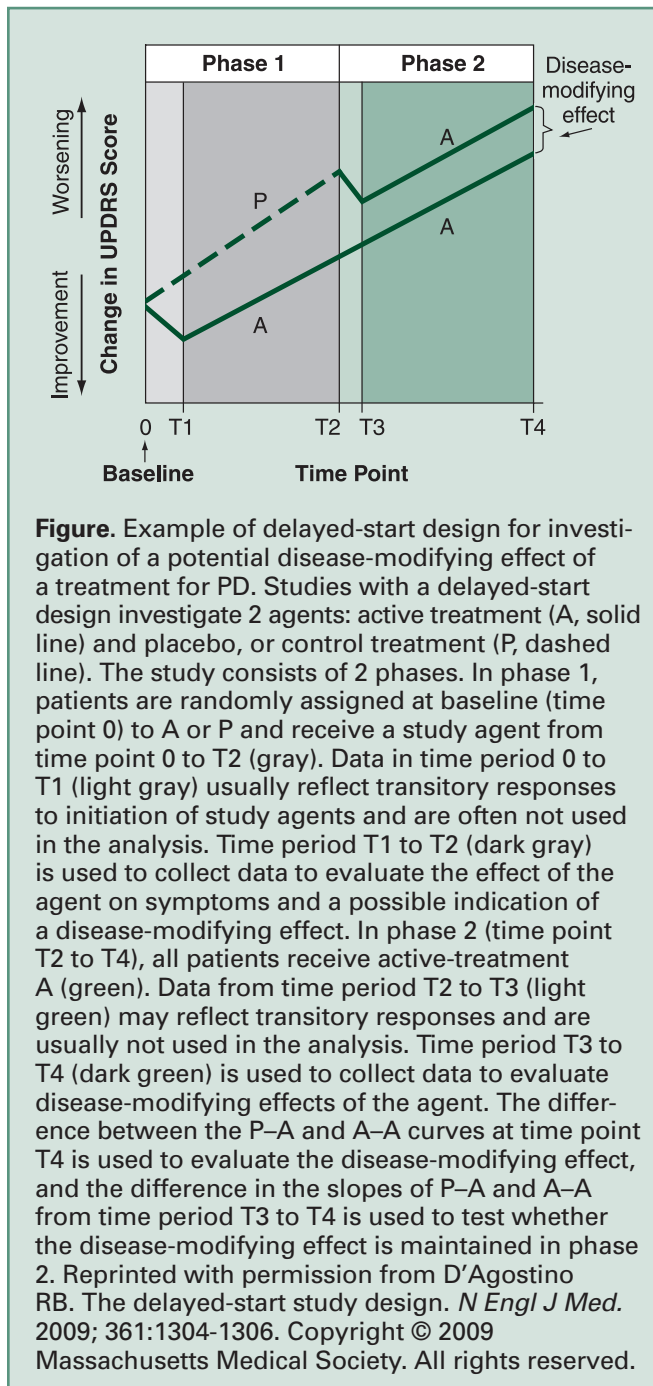 Phase 1
Phase 2
Disease-
modifying
effect
Worsening
Improvement
Change in UPDRS Score
A
P
A
A
0 T1 T2 T3 T4
Baseline
Time Point
Figure. Example of delayed-start design for investi-
gation of a potential disease-modifying effect of
a treatment for PD. Studies with a delayed-start
design investigate 2 agents: active treatment (A, solid
line) and placebo, or control treatment (P, dashed
line). The study consists of 2 phases. In phase 1,
patients are randomly assigned at baseline (time
point 0) to A or P and receive a study agent from
time point 0 to T2 (gray). Data in time period 0 to
T1 (light gray) usually reflect transitory responses
to initiation of study agents and are often not used
in the analysis. Time period T1 to T2 (dark gray)
is used to collect data to evaluate the effect of the
agent on symptoms and a possible indication of
a disease-modifying effect. In phase 2 (time point
T2 to T4), all patients receive active-treatment
A (green). Data from time period T2 to T3 (light
green) may reflect transitory responses and are
usually not used in the analysis. Time period T3 to
T4 (dark green) is used to collect data to evaluate
disease-modifying effects of the agent. The differ-
ence between the P–A and A–A curves at time point
T4 is used to evaluate the disease-modifying effect,
and the difference in the slopes of P–A and A–A
from time period T3 to T4 is used to test whether
the disease-modifying effect is maintained in phase
2. Reprinted with permission from D’Agostino
RB. The delayed-start study design. N Engl J Med.
2009; 361:1304-1306. Copyright © 2009
Massachusetts Medical Society. All rights reserved.